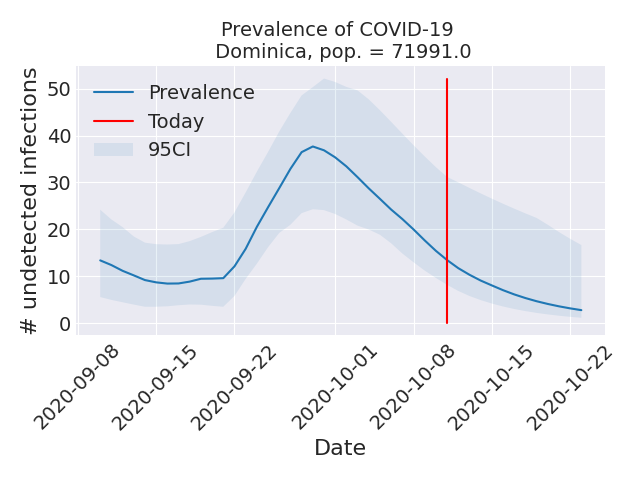 Prevalence of COVID-19
Dominica, pop. = 71991.0
# undetected infections
50
40
30
20
10
0
Prevalence
Today
95CI
2020-09-08
2020-09-15
2020-09-22
2020-10-01
2020-10-08
2020-10-15
2020-10-22
Date